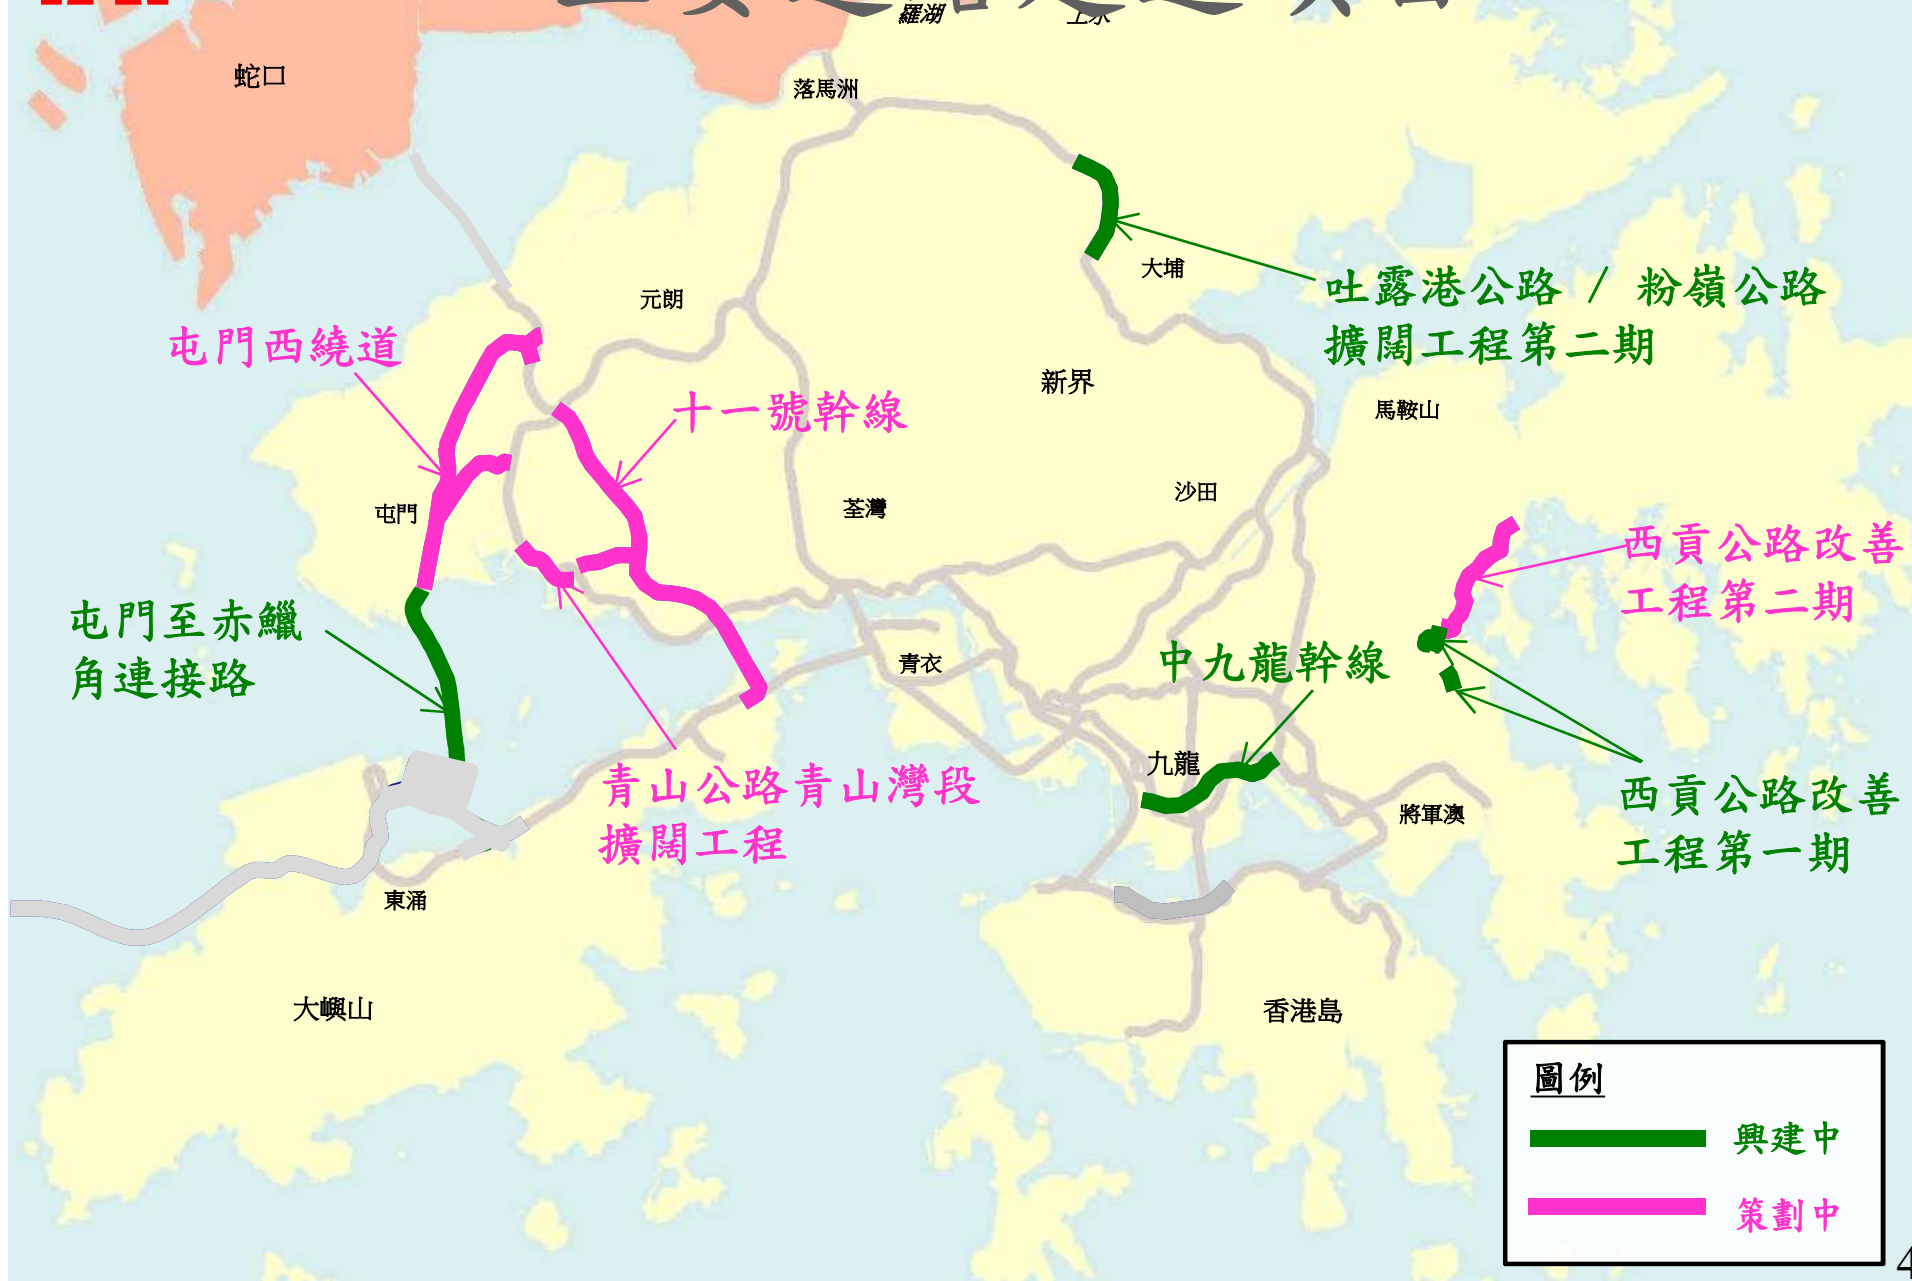 羅湖
上水
蛇口
落馬洲
大埔
元朗
吐露港公路 / 粉嶺公路
擴闊工程第二期
屯門西繞道
新界
十一號幹線
馬鞍山
沙田
荃灣
屯門
西貢公路改善
工程第二期
屯門至赤鱲
角連接路
青衣
中九龍幹線
九龍
青山公路青山灣段
擴闊工程
西貢公路改善
工程第一期
將軍澳
東涌
大嶼山
香港島
圖例
興建中
策劃中
4